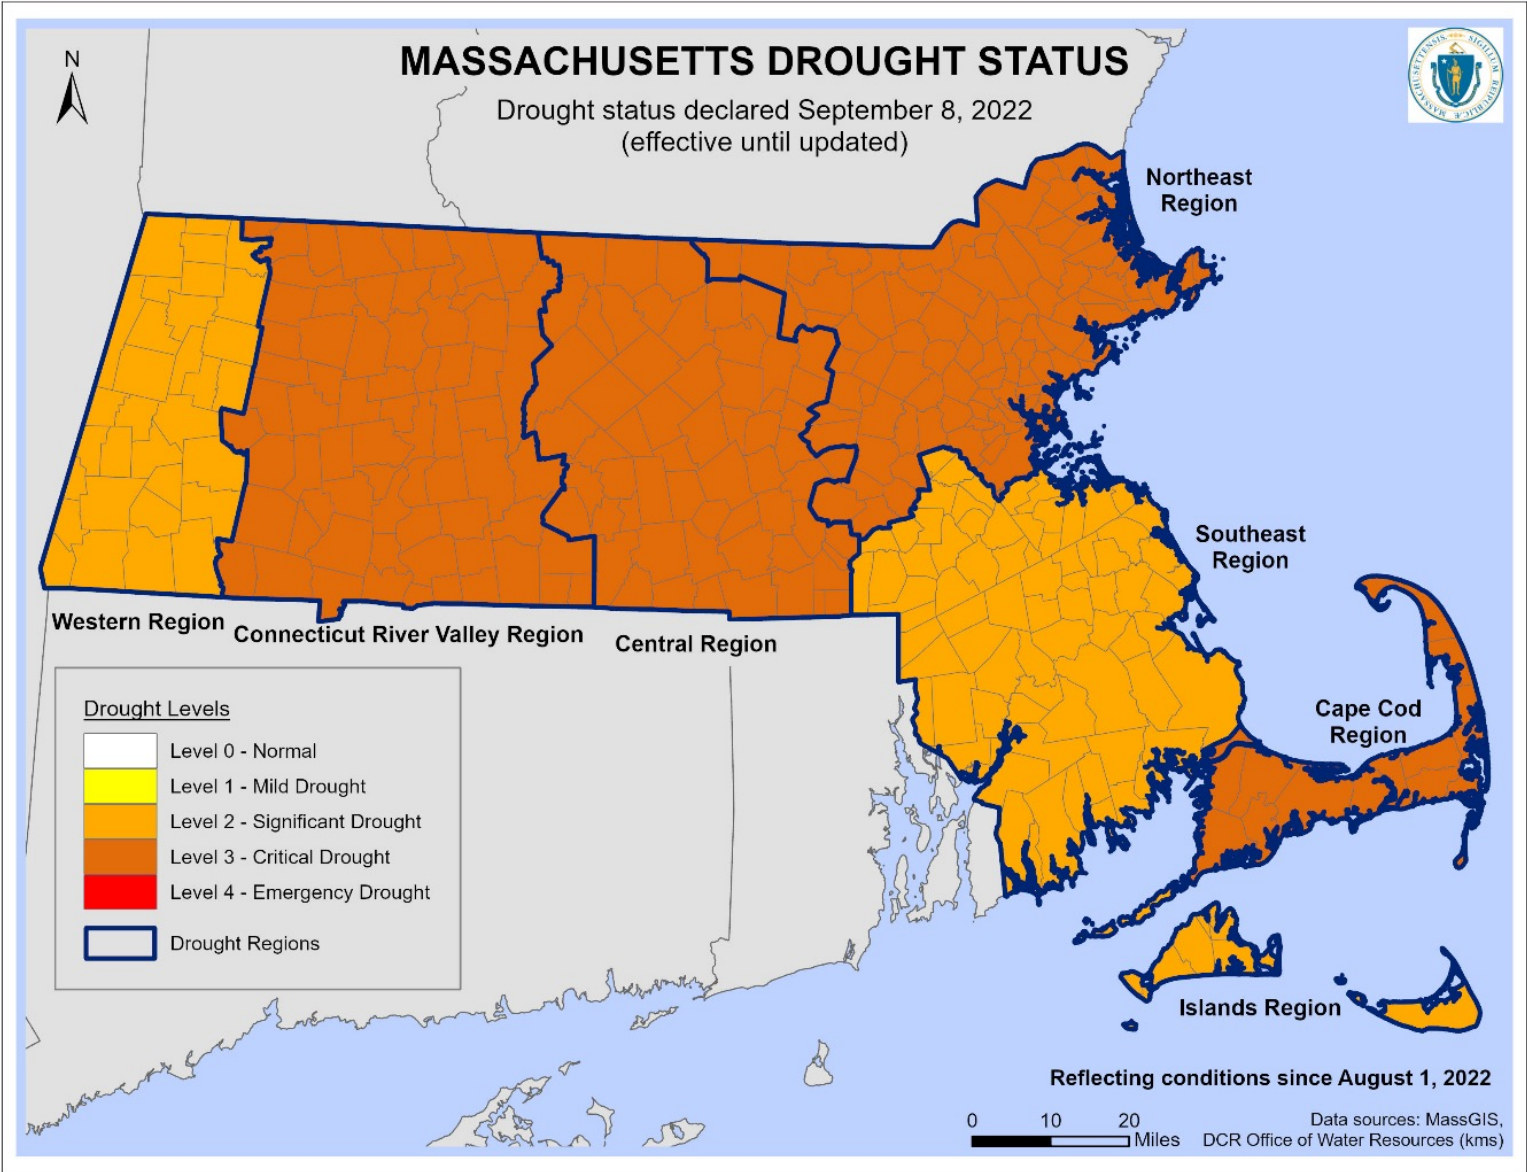 N
MASSACHUSETTS DROUGHT STATUS
Drought status declared September 8, 2022
(effective until updated)
Northeast
Region
Southeast
Region
Western Region
Connecticut River Valley Region
Central Region
Cape Cod
Region
Drought Levels
Level 0 - Normal
Level 1 - Mild Drought
Level 2 - Significant Drought
Level 3 - Critical Drought
Level 4 - Emergency Drought
Drought Regions
Islands Region
Reflecting conditions since August 1, 2022
0 10 20
Miles
Data sources: MassGIS,
DCR Office of Water Resources (kms)